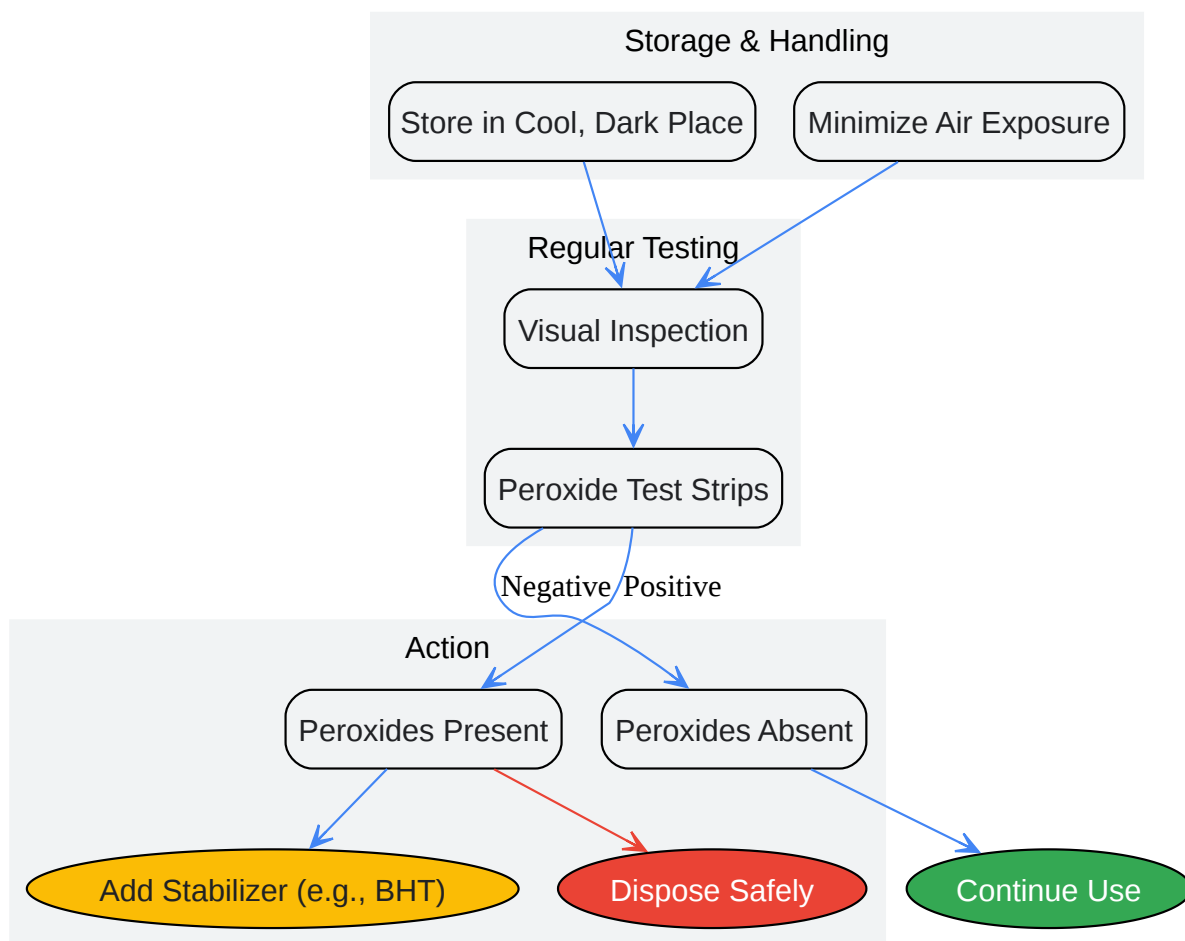 Storage & Handling
Store in Cool, Dark Place
Minimize Air Exposure
Regular Testing
Visual Inspection
Peroxide Test Strips
Negative
Positive
Action
Peroxides Present
Peroxides Absent
Add Stabilizer (e.g., BHT)
Dispose Safely
Continue Use